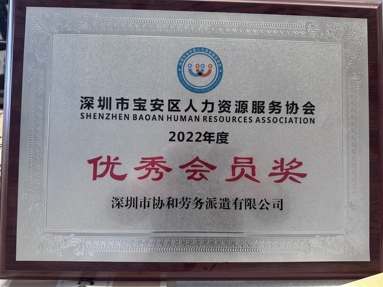 深圳市宝安区人力资源服务协会
SHENZHEN BAOAN HUMAN RESOURCES ASSOCIATION
2022年度
优秀会员奖
深圳市协和劳务派遣有限公司